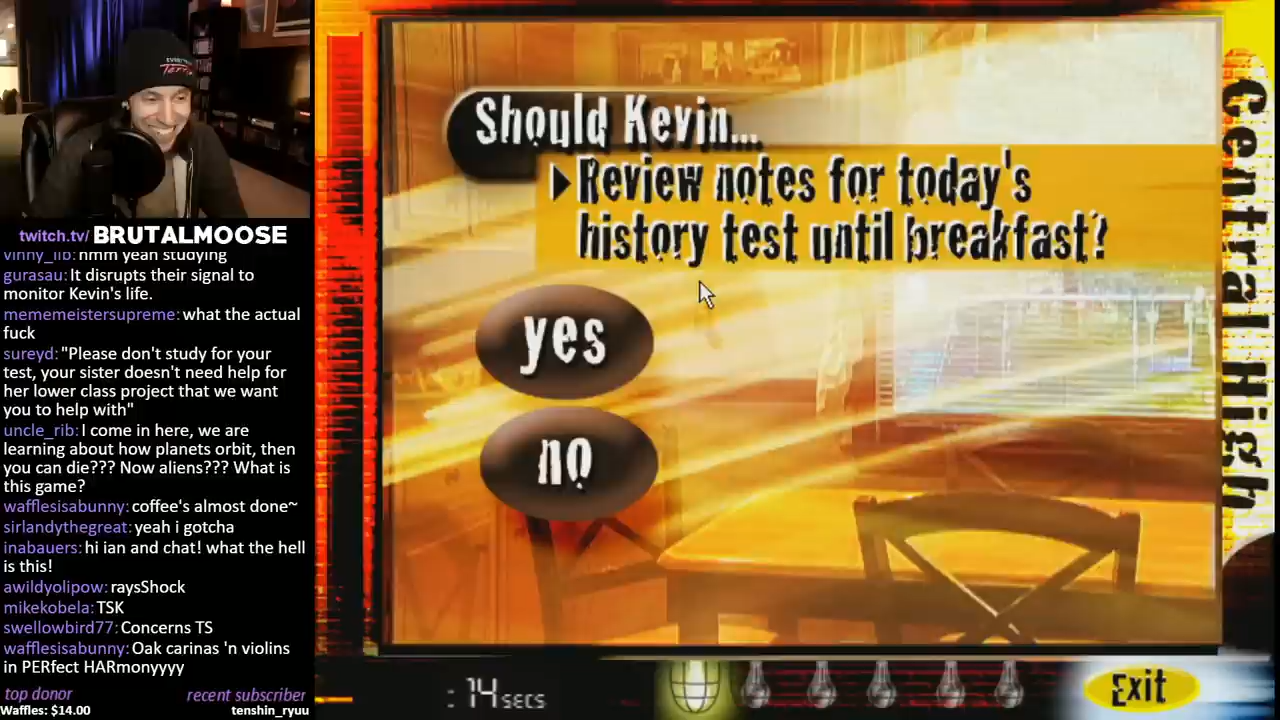 twitch.tv/ BRUTALMOOSE
vinny_lib: hmm yeah studying
gurasau: It disrupts their signal to
monitor Kevin's life.
mememeistersupreme: what the actual
fuck
sureyd: "Please don't study for your
test, your sister doesn't need help for
her lower class project that we want
you to help with"
uncle_rib: I come in here, we are
learning about how planets orbit, then
you can die??? Now aliens??? What is
this game?
wafflesisabunny: coffee's almost done~
sirlandythegreat: yeah i gotcha
inabauers: hi ian and chat! what the hell
is this!
awildyolipow: raysShock
mikekobela: TSK
swellowbird77: Concerns TS
wafflesisabunny: Oak carinas 'n violins
in PERfect HARmonyyyy
top donor
Waffles: $14.00
recent subscriber
tenshin_ryuu
Should Kevin...
Review notes for today's
history test until breakfast?
yes
no
: 14 SECS
Exit
Central High